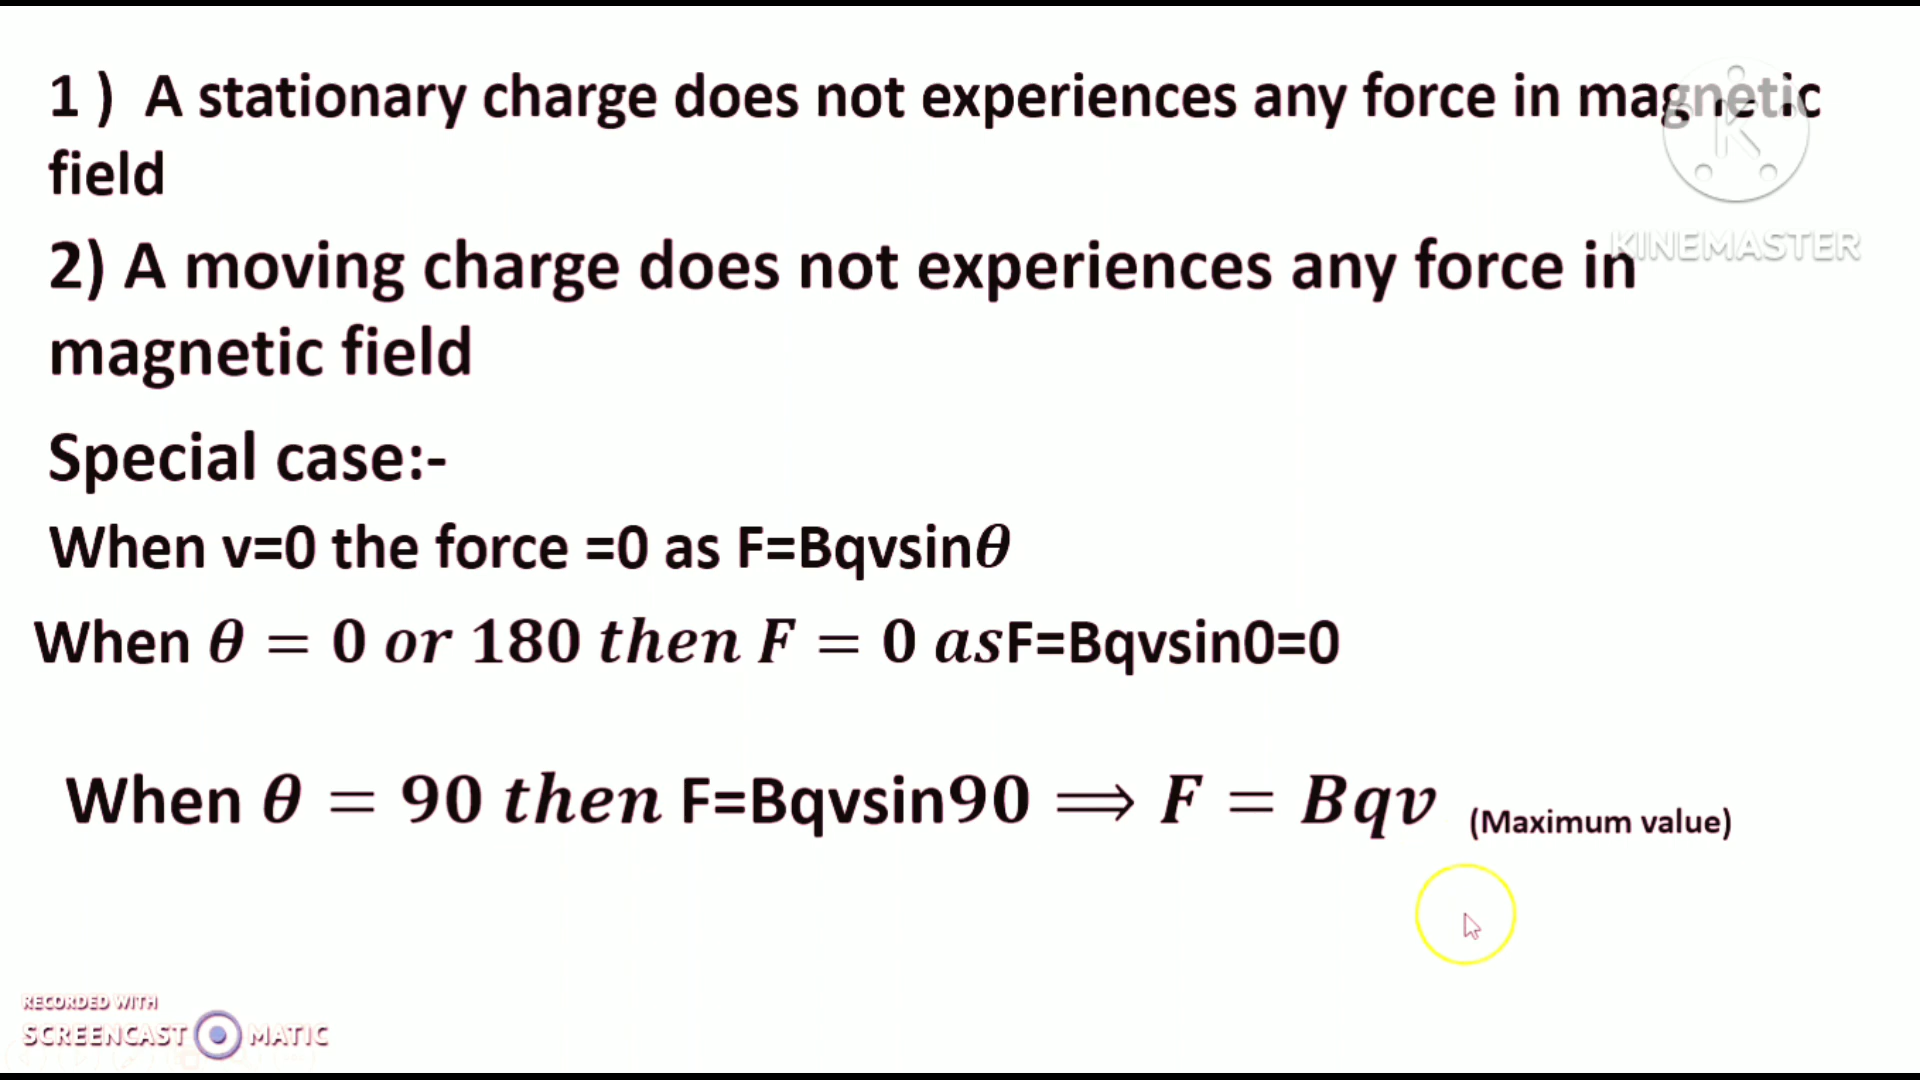 1 ) A stationary charge does not experiences any force in magnetic
field
KINEMASTER
2) A moving charge does not experiences any force in
magnetic field
Special case:-
When v=0 the force =0 as F=Bqvsinθ
When θ = 0 or 180 then F = 0 asF=Bqvsin0=0
When θ = 90 then F=Bqvsin90 ⟹ F = Bqv (Maximum value)
RECORDED WITH
SCREENCAST MATIC